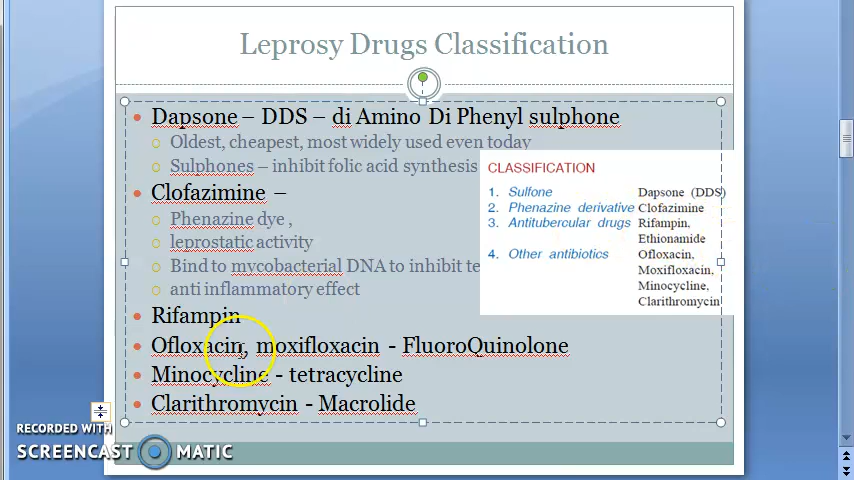 Leprosy Drugs Classification
Dapsone – DDS – di Amino Di Phenyl sulphone
Oldest, cheapest, most widely used even today
Sulphones – inhibit folic acid synthesis
Clofazimine –
Phenazine dye ,
leprostatic activity
Bind to mycobacterial DNA to inhibit te
anti inflammatory effect
Rifampin
Ofloxacin, moxifloxacin - FluoroQuinolone
Minocycline - tetracycline
Clarithromycin - Macrolide
CLASSIFICATION
1. Sulfone Dapsone (DDS)
2. Phenazine derivative Clofazimine
3. Antitubercular drugs Rifampin,
Ethionamide
4. Other antibiotics Ofloxacin,
Moxifloxacin,
Minocycline,
Clarithromycin
RECORDED WITH
SCREENCAST MATIC